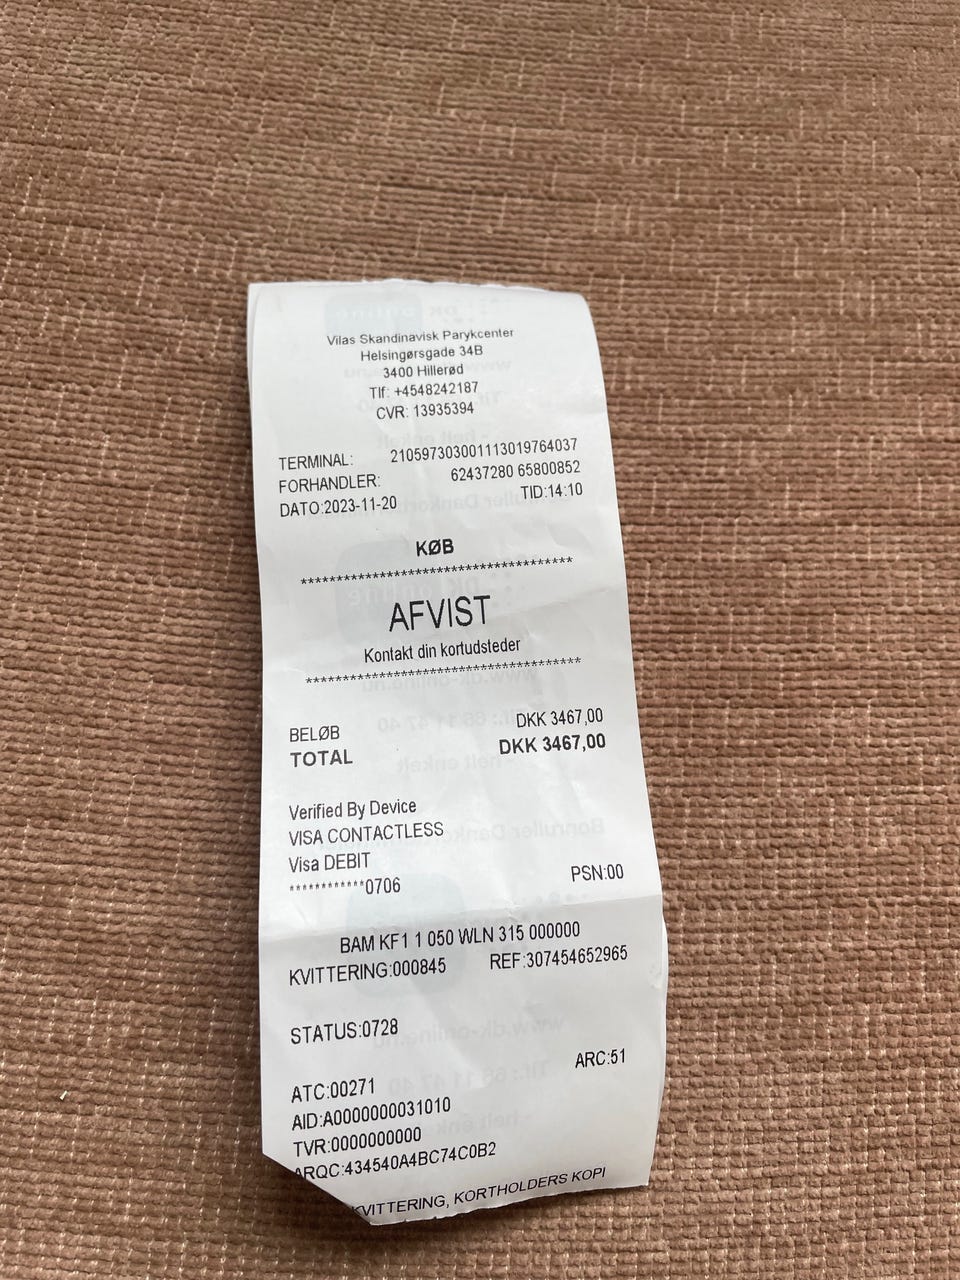 Vilas Skandinavisk Parykcenter
Helsingørsgade 34B
3400 Hillerød
Tlf: +4548242187
CVR: 13935394
TERMINAL: 210597303001113019764037
FORHANDLER: 62437280 65800852
DATO:2023-11-20 TID:14:10
KØB
****************************************
AFVIST
Kontakt din kortudsteder
****************************************
BELØB DKK 3467,00
TOTAL DKK 3467,00
Verified By Device
VISA CONTACTLESS
Visa DEBIT
************0706 PSN:00
BAM KF1 1 050 WLN 315 000000
KVITTERING:000845 REF:307454652965
STATUS:0728
ARC:51
ATC:00271
AID:A0000000031010
TVR:0000000000
ARQC:434540A4BC74C0B2
KVITTERING, KORTHOLDERS KOPI